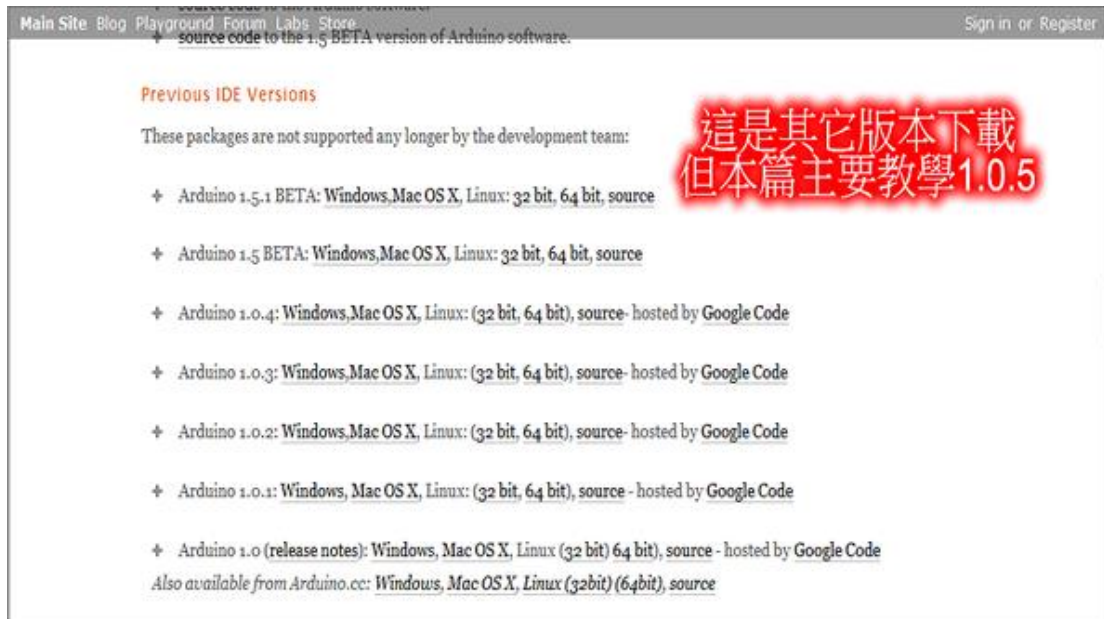 Main Site Blog Playground Forum Labs Store Sign in or Register
source code to the Arduino software.
source code to the 1.5 BETA version of Arduino software.
Previous IDE Versions
These packages are not supported any longer by the development team:
這是其它版本下載
但本篇主要教學1.0.5
Arduino 1.5.1 BETA: Windows,Mac OS X, Linux: 32 bit, 64 bit, source
Arduino 1.5 BETA: Windows,Mac OS X, Linux: 32 bit, 64 bit, source
Arduino 1.0.4: Windows,Mac OS X, Linux: (32 bit, 64 bit), source- hosted by Google Code
Arduino 1.0.3: Windows,Mac OS X, Linux: (32 bit, 64 bit), source- hosted by Google Code
Arduino 1.0.2: Windows,Mac OS X, Linux: (32 bit, 64 bit), source- hosted by Google Code
Arduino 1.0.1: Windows, Mac OS X, Linux: (32 bit, 64 bit), source - hosted by Google Code
Arduino 1.0 (release notes): Windows, Mac OS X, Linux (32 bit) 64 bit), source - hosted by Google Code
Also available from Arduino.cc: Windows, Mac OS X, Linux (32bit) (64bit), source